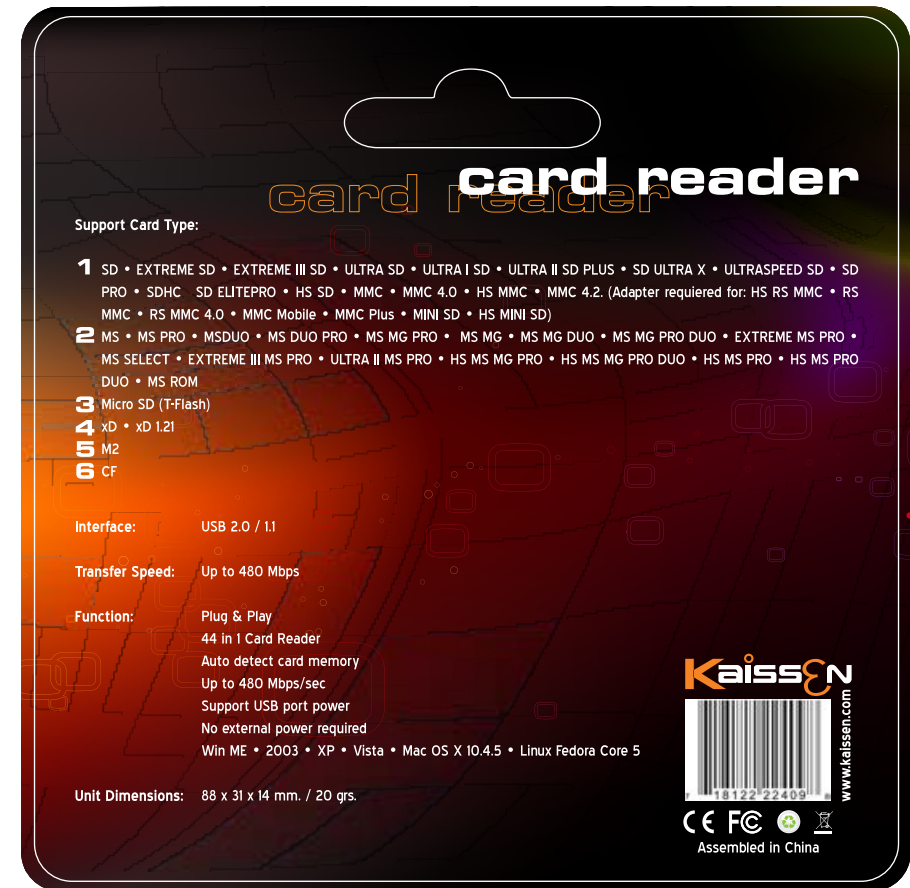 card reader
card reader
Support Card Type:
1 SD • EXTREME SD • EXTREME III SD • ULTRA SD • ULTRA I SD • ULTRA II SD PLUS • SD ULTRA X • ULTRASPEED SD • SD
PRO • SDHC SD ELITEPRO • HS SD • MMC • MMC 4.0 • HS MMC • MMC 4.2. (Adapter requiered for: HS RS MMC • RS
MMC • RS MMC 4.0 • MMC Mobile • MMC Plus • MINI SD • HS MINI SD)
2 MS • MS PRO • MSDUO • MS DUO PRO • MS MG PRO • MS MG • MS MG DUO • MS MG PRO DUO • EXTREME MS PRO •
MS SELECT • EXTREME III MS PRO • ULTRA II MS PRO • HS MS MG PRO • HS MS MG PRO DUO • HS MS PRO • HS MS PRO
DUO • MS ROM
3 Micro SD (T-Flash)
4 xD • xD 1.21
5 M2
6 CF
Interface: USB 2.0 / 1.1
Transfer Speed: Up to 480 Mbps
Function: Plug & Play
44 in 1 Card Reader
Auto detect card memory
Up to 480 Mbps/sec
Support USB port power
No external power required
Win ME • 2003 • XP • Vista • Mac OS X 10.4.5 • Linux Fedora Core 5
Unit Dimensions: 88 x 31 x 14 mm. / 20 grs.
KaissEN
www.kaissen.com
7 18122 22409 8
CE FC
Assembled in China